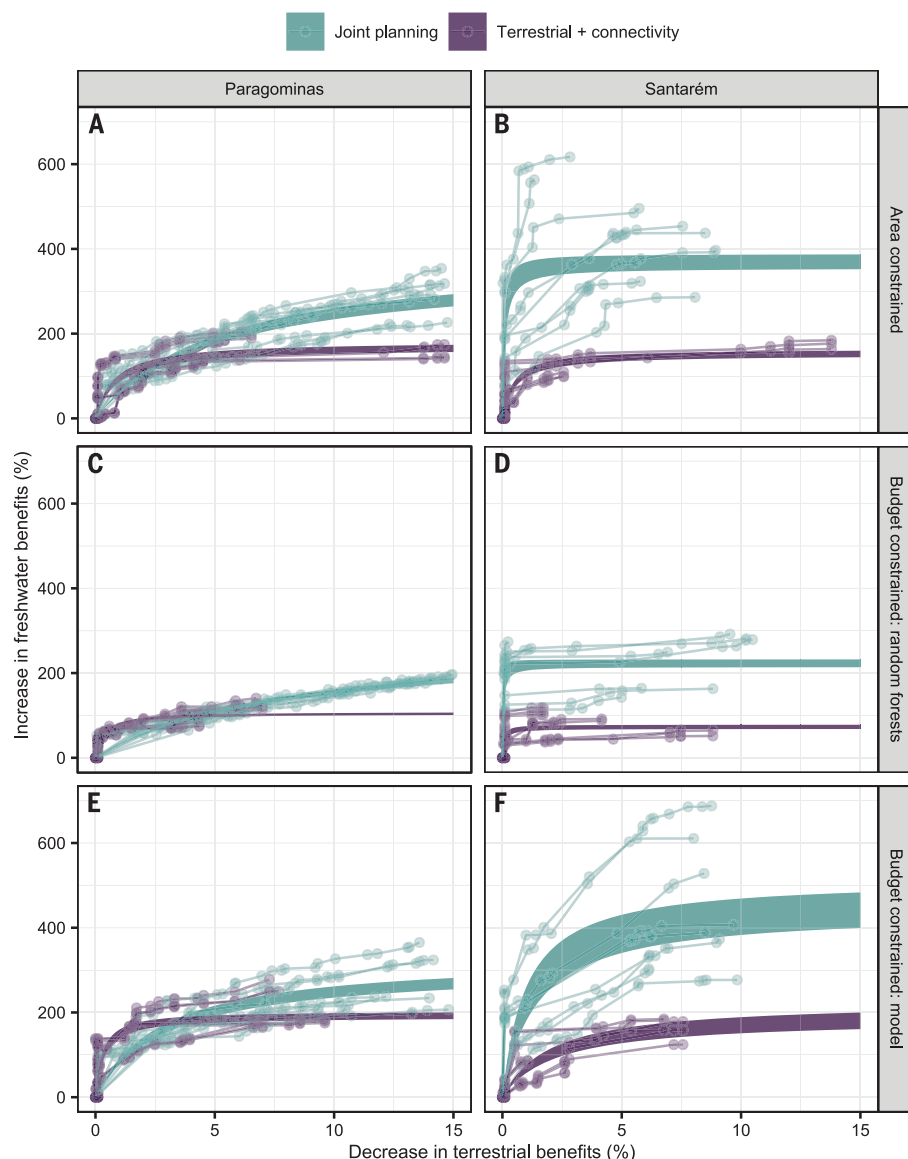 Joint planning
Terrestrial + connectivity
Paragominas
Santarém
A
B
600
400
200
0
Area constrained
C
D
600
400
200
0
Budget constrained: random forests
E
F
600
400
200
0
Budget constrained: model
Increase in freshwater benefits (%)
0
5
10
15
0
5
10
15
Decrease in terrestrial benefits (%)